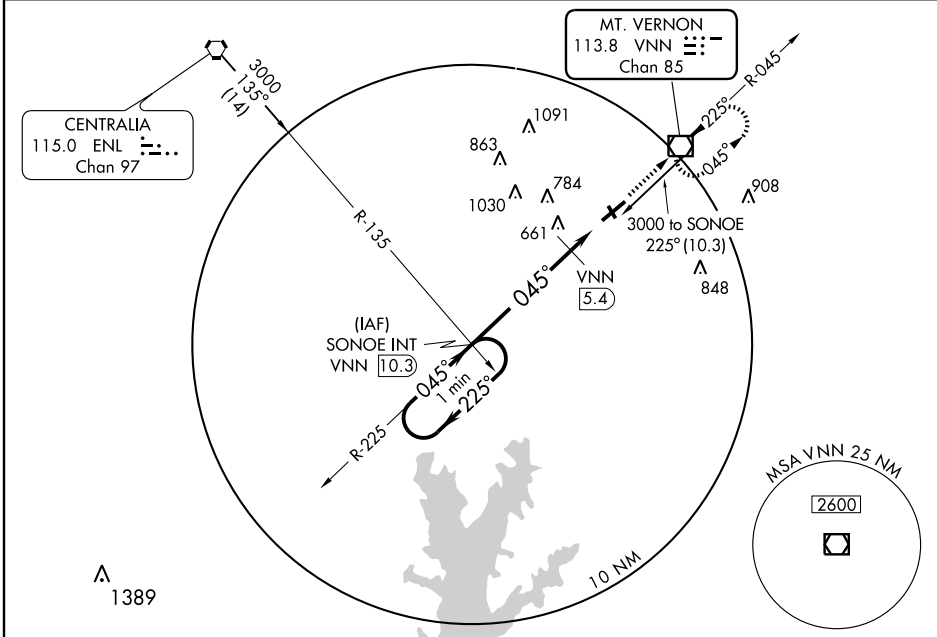 MT. VERNON
113.8 VNN
Chan 85
R-045
225°
045°
CENTRALIA
115.0 ENL
Chan 97
3000
135°
(14)
R-135
1091
863
1030
784
661
908
848
3000 to SONOE
225° (10.3)
VNN
5.4
045°
(IAF)
SONOE INT
VNN 10.3
045°
1 min
225°
R-225
10 NM
MSA VNN 25 NM
2600
1389